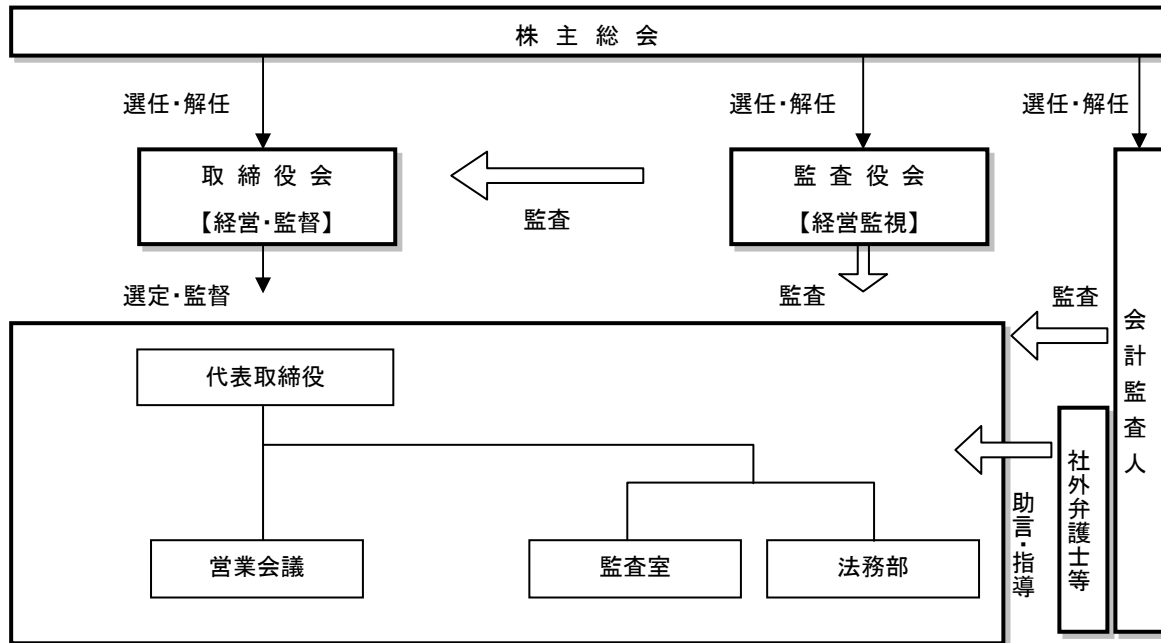 株主総会
選任・解任
選任・解任
選任・解任
取締役会
【経営・監督】
監査
監査役会
【経営監視】
選定・監督
監査
監査
会計監査人
代表取締役
営業会議
監査室
法務部
助言・指導
社外弁護士等